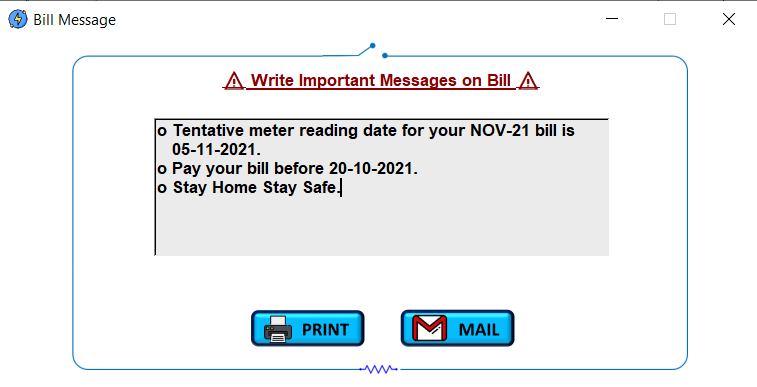 Bill Message
⚠ Write Important Messages on Bill ⚠
o Tentative meter reading date for your NOV-21 bill is
05-11-2021.
o Pay your bill before 20-10-2021.
o Stay Home Stay Safe.
PRINT
MAIL